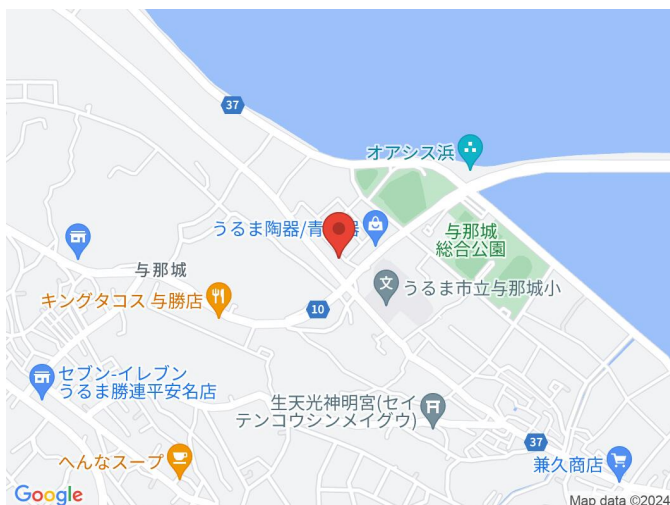 37
オアシス浜
うるま陶器/青
器
与那城
総合公園
与那城
キングタコス 与勝店
10
文
うるま市立与那城小
セブン-イレブン
うるま勝連平安名店
生天光神明宮(セイ
テンコウシンメイグウ)
へんなスープ
37
兼久商店
Google
Map data ©2024